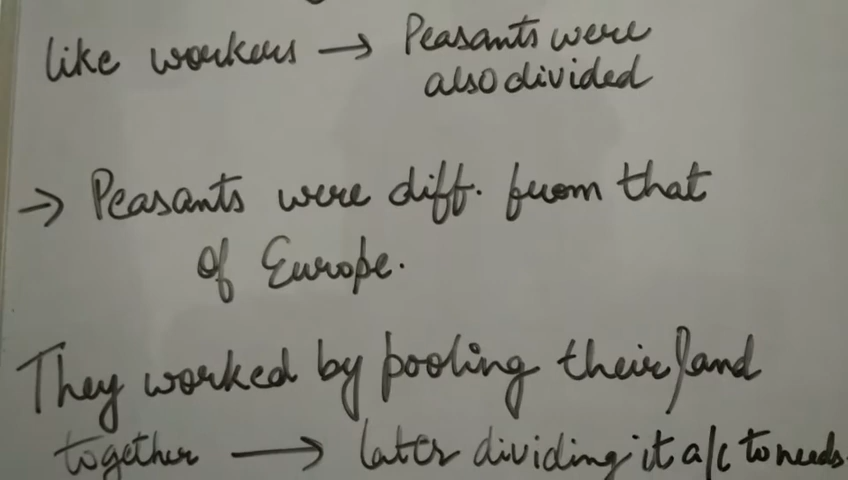 like workers → Peasants were
also divided
→ Peasants were diff. from that
of Europe.
They worked by pooling their land
together → later dividing it a/c to needs.